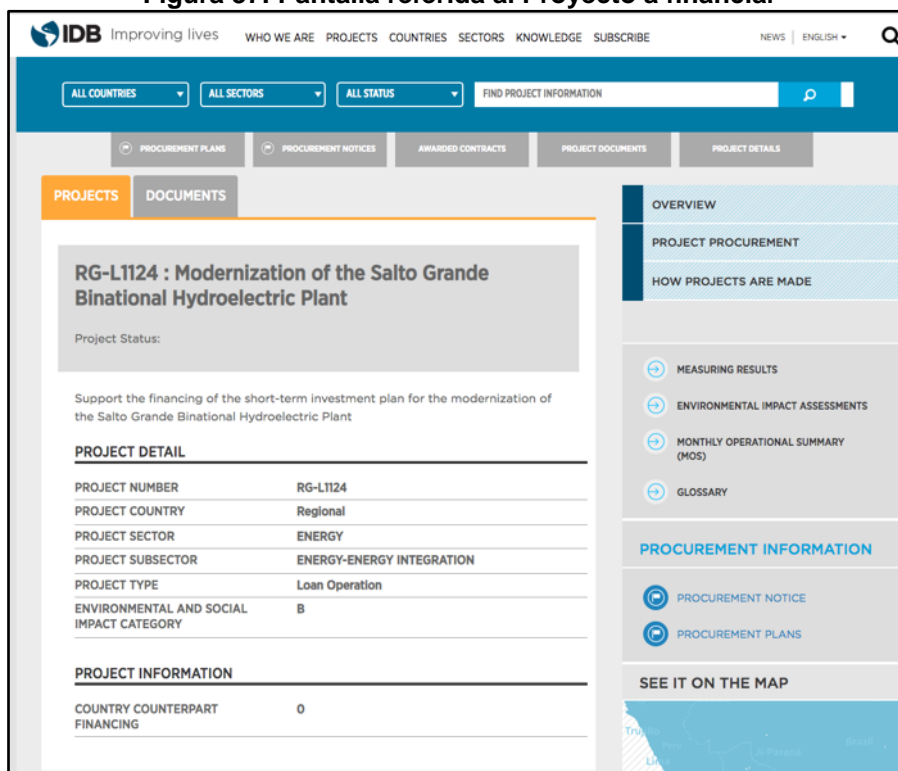 Figura 5.1 Pantalla referida al Proyecto a financiar
IDB Improving lives WHO WE ARE PROJECTS COUNTRIES SECTORS KNOWLEDGE SUBSCRIBE NEWS | ENGLISH
ALL COUNTRIES ALL SECTORS ALL STATUS FIND PROJECT INFORMATION
PROCUREMENT PLANS PROCUREMENT NOTICES AWARDED CONTRACTS PROJECT DOCUMENTS PROJECT DETAILS
PROJECTS DOCUMENTS
RG-L1124 : Modernization of the Salto Grande
Binational Hydroelectric Plant
Project Status:
Support the financing of the short-term investment plan for the modernization of
the Salto Grande Binational Hydroelectric Plant
PROJECT DETAIL
PROJECT NUMBER RG-L1124
PROJECT COUNTRY Regional
PROJECT SECTOR ENERGY
PROJECT SUBSECTOR ENERGY-ENERGY INTEGRATION
PROJECT TYPE Loan Operation
ENVIRONMENTAL AND SOCIAL B
IMPACT CATEGORY
PROJECT INFORMATION
COUNTRY COUNTERPART 0
FINANCING
OVERVIEW
PROJECT PROCUREMENT
HOW PROJECTS ARE MADE
MEASURING RESULTS
ENVIRONMENTAL IMPACT ASSESSMENTS
MONTHLY OPERATIONAL SUMMARY
(MOS)
GLOSSARY
PROCUREMENT INFORMATION
PROCUREMENT NOTICE
PROCUREMENT PLANS
SEE IT ON THE MAP
Peru Ji-Paraná Brasil